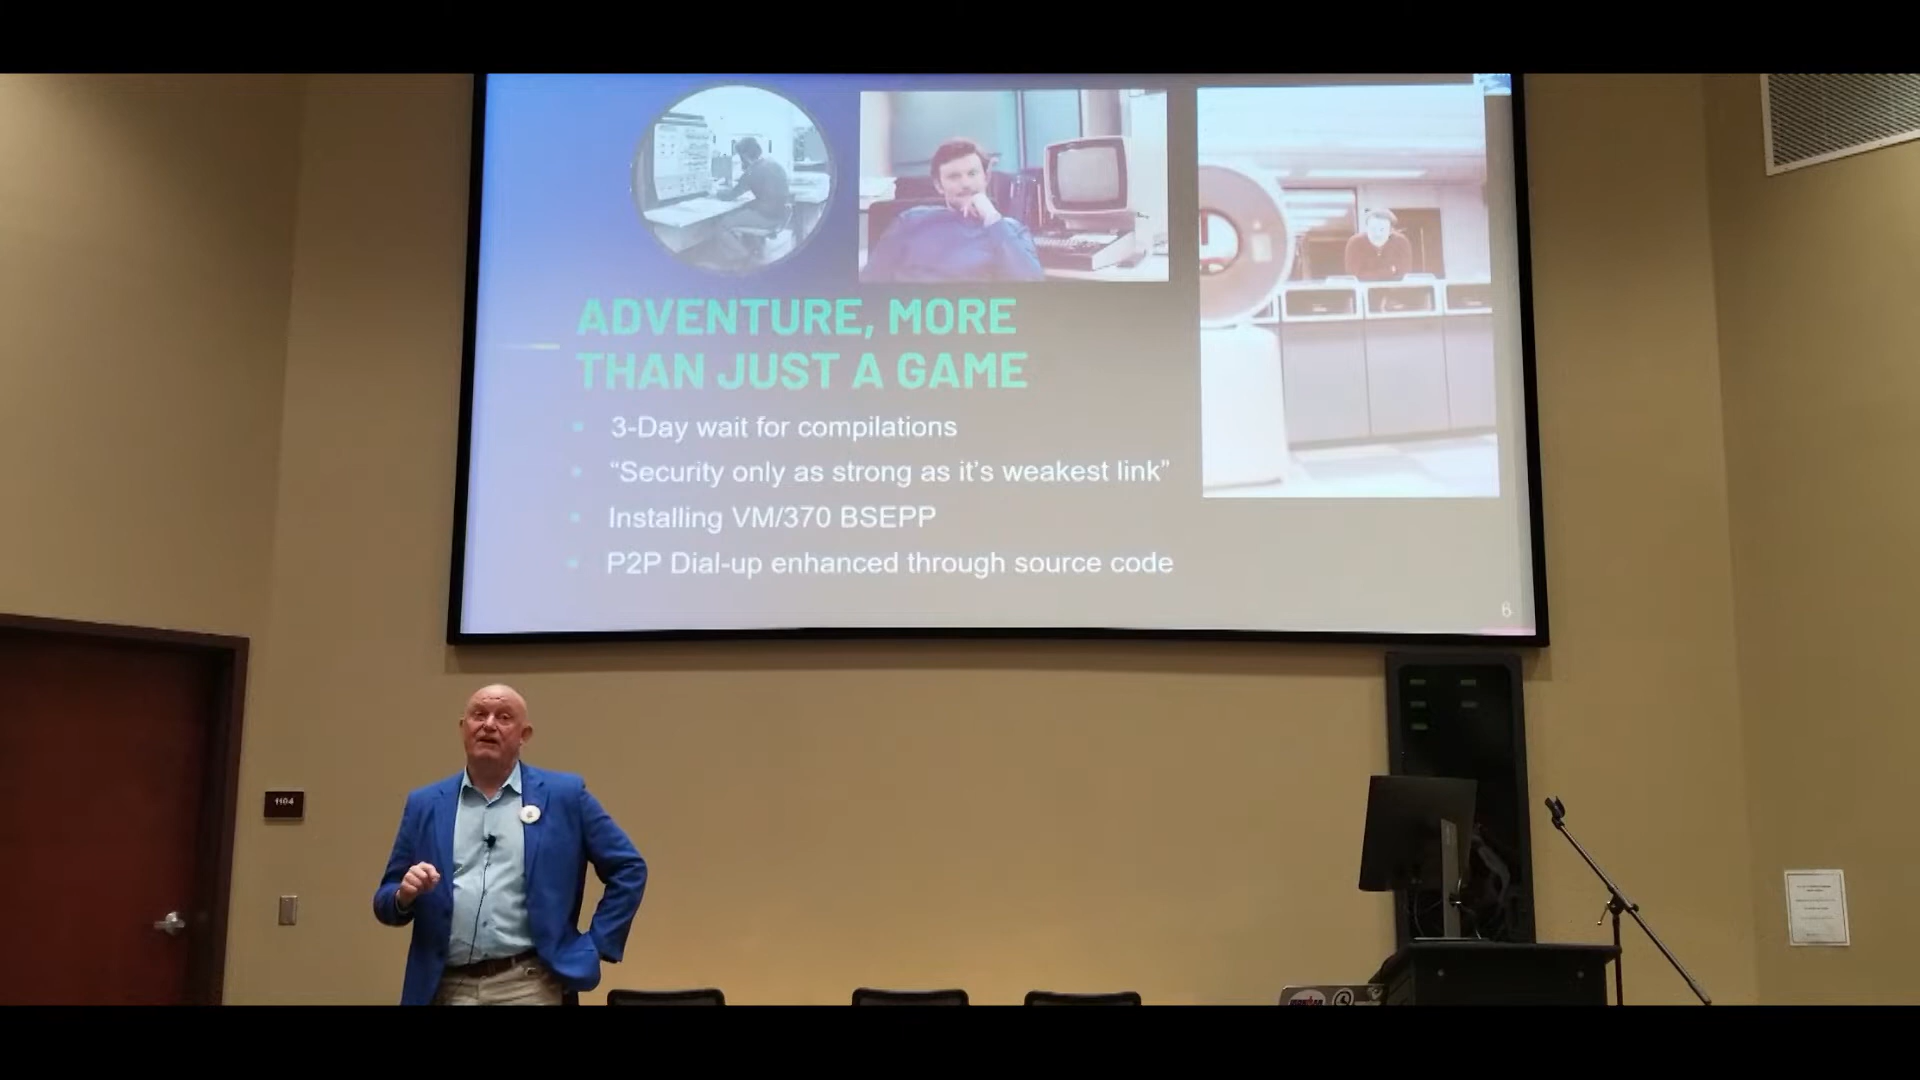 ADVENTURE, MORE
THAN JUST A GAME
3-Day wait for compilations
“Security only as strong as it’s weakest link”
Installing VM/370 BSEPP
P2P Dial-up enhanced through source code
6
1104